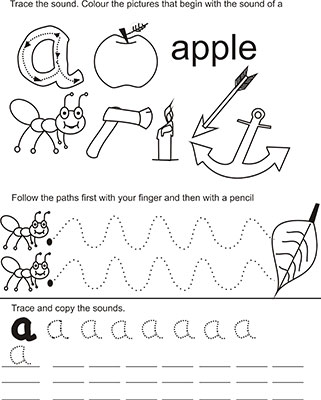 Trace the sound. Colour the pictures that begin with the sound of a
a
apple
Follow the paths first with your finger and then with a pencil
Trace and copy the sounds.
a a a a a a a
a